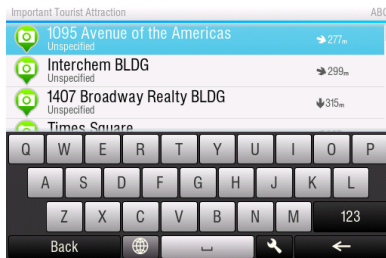 Important Tourist Attraction ABC
1095 Avenue of the Americas
Unspecified
277m
Interchem BLDG
Unspecified
299m
1407 Broadway Realty BLDG
Unspecified
315m
Times Square
Q W E R T Y U I O P
A S D F G H J K L
Z X C V B N M 123
Back